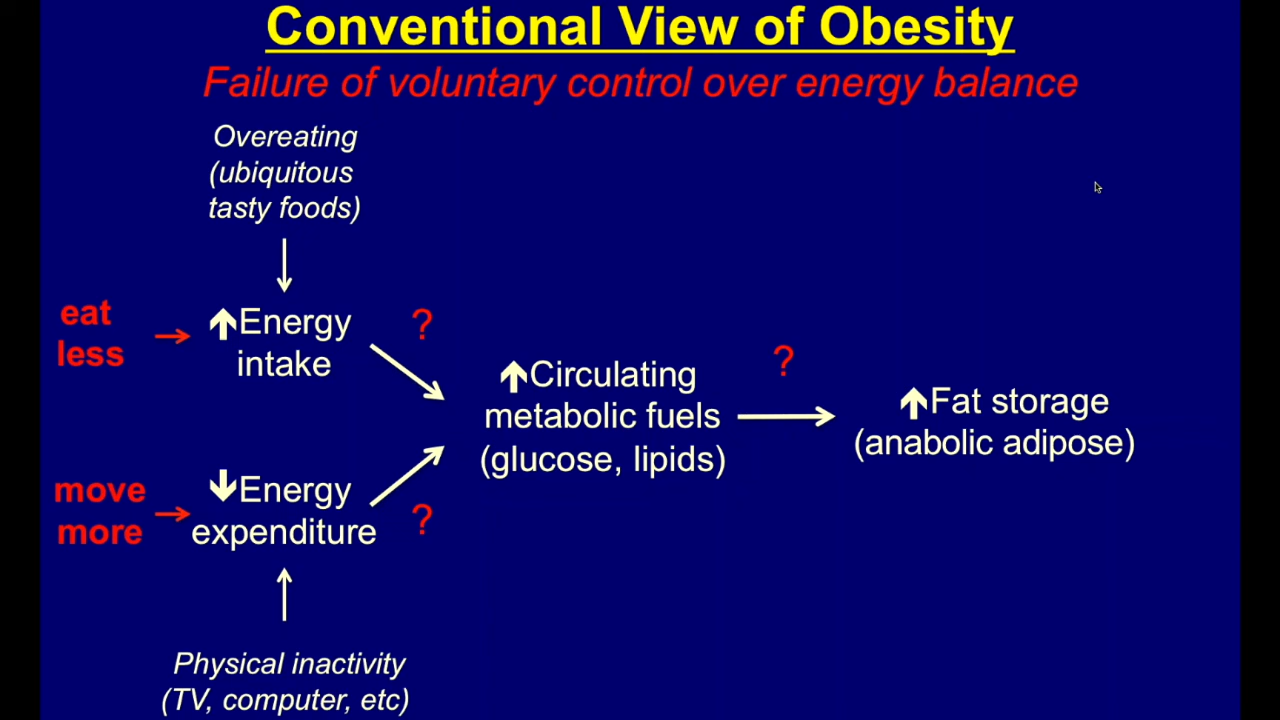 Conventional View of Obesity
Failure of voluntary control over energy balance
Overeating
(ubiquitous
tasty foods)
eat
less
↑Energy
intake
?
↑Circulating
metabolic fuels
(glucose, lipids)
?
↑Fat storage
(anabolic adipose)
move
more
↓Energy
expenditure
?
Physical inactivity
(TV, computer, etc)